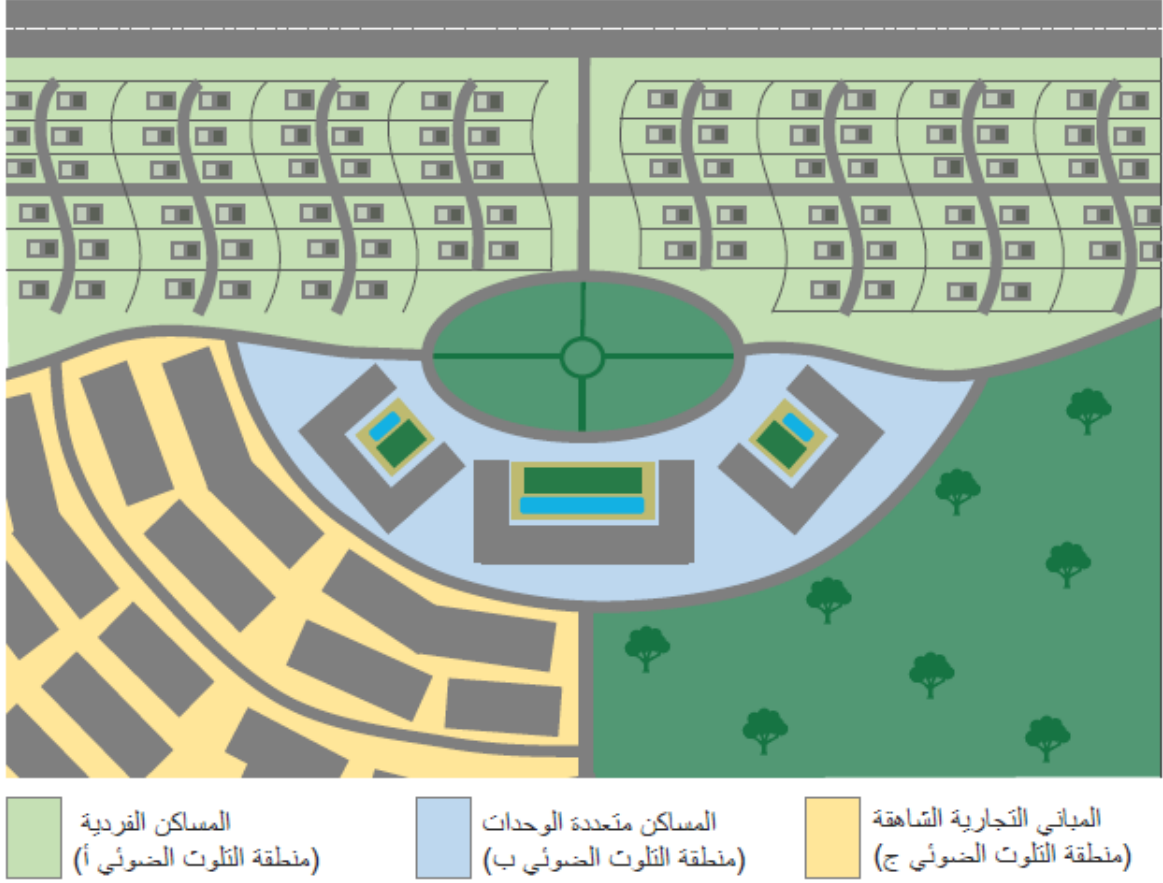 المباني التجارية الشاهقة
(منطقة التلوث الضوئي ج)
المساكن متعددة الوحدات
(منطقة التلوث الضوئي ب)
المساكن الفردية
(منطقة التلوث الضوئي أ)